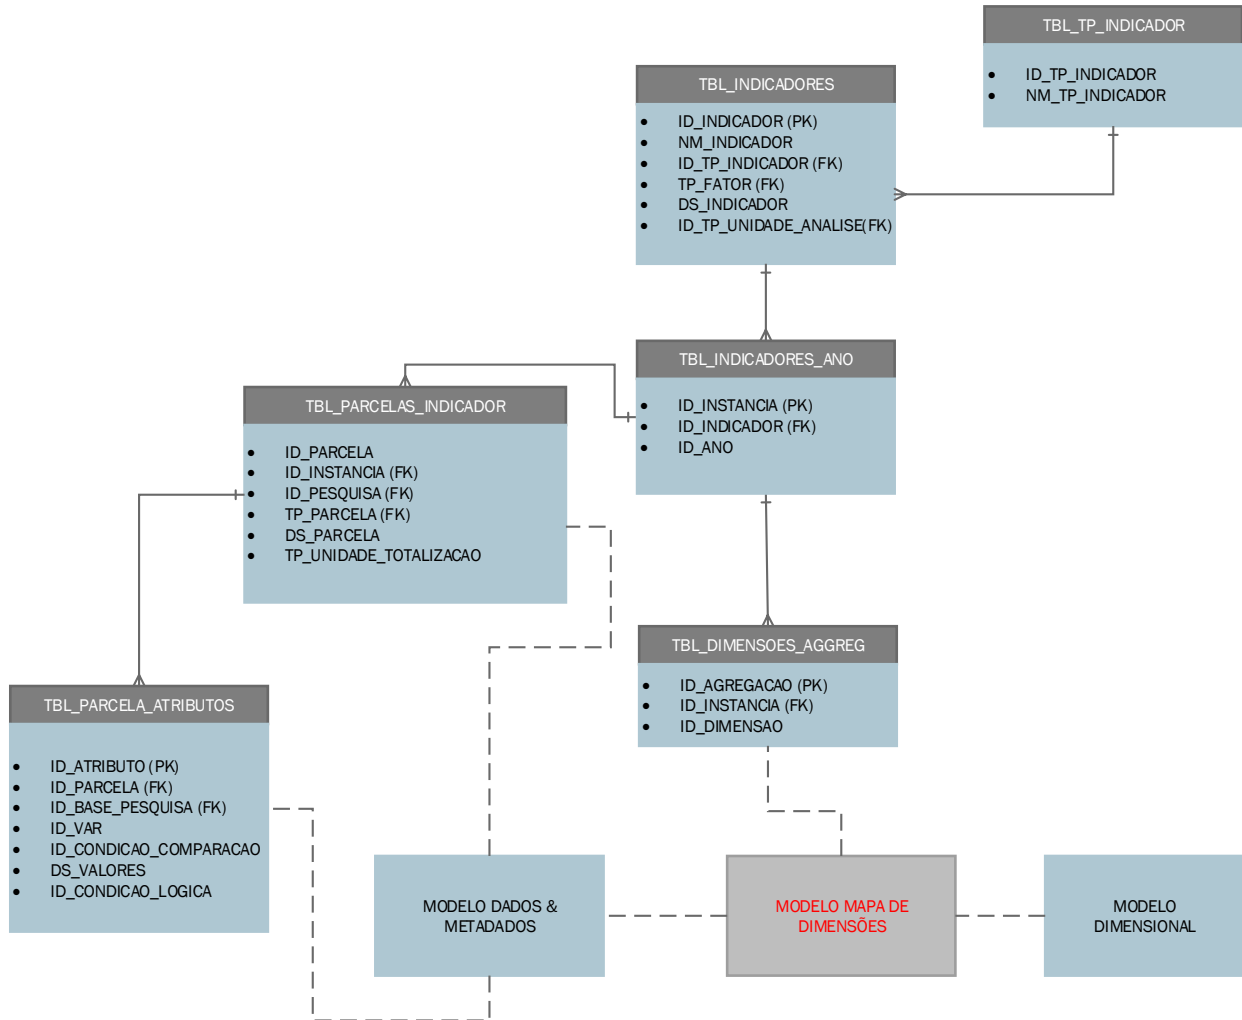 TBL_TP_INDICADOR
ID_TP_INDICADOR
NM_TP_INDICADOR
TBL_INDICADORES
ID_INDICADOR (PK)
NM_INDICADOR
ID_TP_INDICADOR (FK)
TP_FATOR (FK)
DS_INDICADOR
ID_TP_UNIDADE_ANALISE(FK)
TBL_INDICADORES_ANO
ID_INSTANCIA (PK)
ID_INDICADOR (FK)
ID_ANO
TBL_PARCELAS_INDICADOR
ID_PARCELA
ID_INSTANCIA (FK)
ID_PESQUISA (FK)
TP_PARCELA (FK)
DS_PARCELA
TP_UNIDADE_TOTALIZACAO
TBL_DIMENSOES_AGGREG
ID_AGREGACAO (PK)
ID_INSTANCIA (FK)
ID_DIMENSAO
TBL_PARCELA_ATRIBUTOS
ID_ATRIBUTO (PK)
ID_PARCELA (FK)
ID_BASE_PESQUISA (FK)
ID_VAR
ID_CONDICAO_COMPARACAO
DS_VALORES
ID_CONDICAO_LOGICA
MODELO DADOS &
METADADOS
MODELO MAPA DE
DIMENSÕES
MODELO
DIMENSIONAL